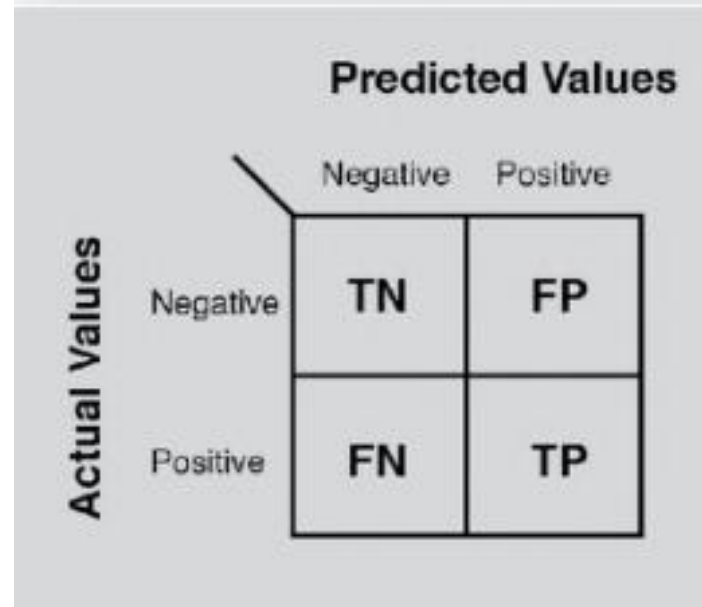 Predicted Values
Negative Positive
Actual Values
Negative TN FP
Positive FN TP